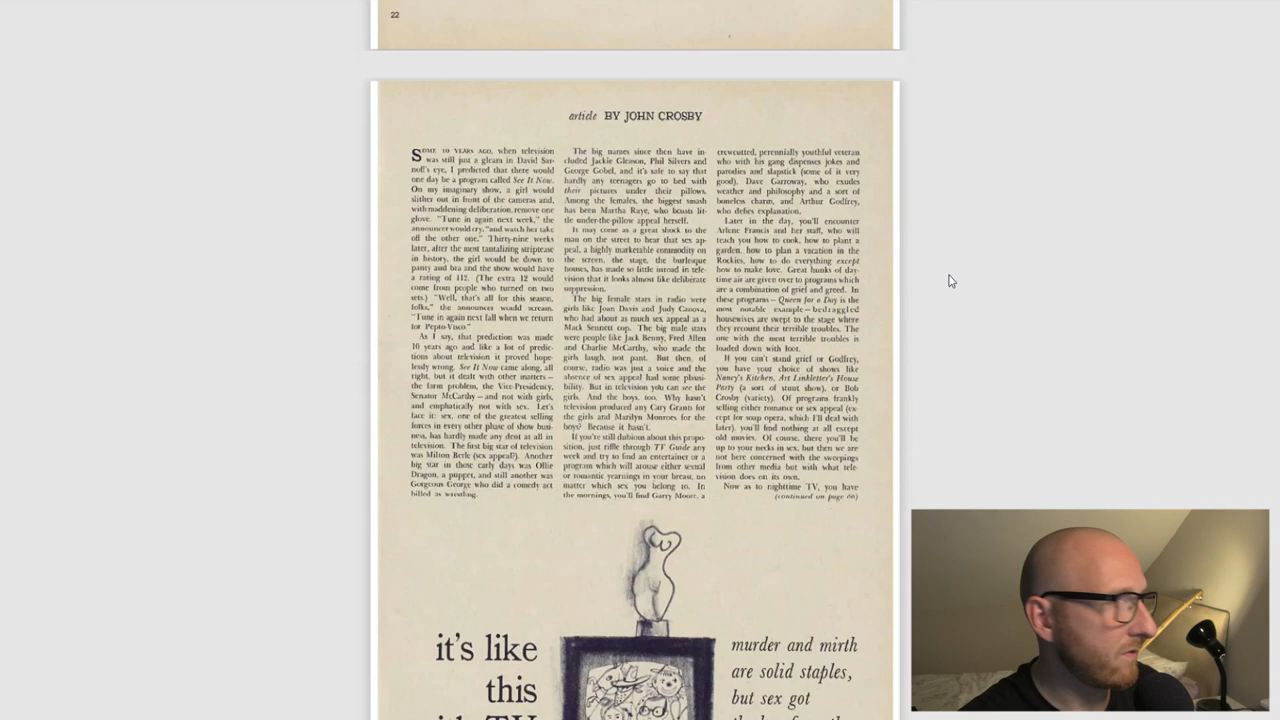 22
article BY JOHN CROSBY
SOME 10 YEARS AGO, when television
was still just a gleam in David Sar-
noff's eye, I predicted that there would
one day be a program called See It Now.
On my imaginary show, a girl would
slither out in front of the cameras and,
with maddening deliberation, remove one
glove. "Tune in again next week," the
announcer would cry, "and watch her take
off the other one." Thirty-nine weeks
later, after the most tantalizing striptease
in history, the girl would be down to
panty and bra and the show would have
a rating of 112. (The extra 12 would
come from people who turned on two
sets.) "Well, that's all for this season,
folks," the announcer would scream.
"Tune in again next fall when we return
for Pepto-Visco."
As I say, that prediction was made
10 years ago and like a lot of predic-
tions about television it proved hope-
lessly wrong. See It Now came along, all
right, but it dealt with other matters —
the farm problem, the Vice-Presidency,
Senator McCarthy — and not with girls,
and emphatically not with sex. Let's
face it: sex, one of the greatest selling
forces in every other phase of show busi-
ness, has hardly made any dent at all in
television. The first big star of television
was Milton Berle (sex appeal?). Another
big star in those early days was Ollie
Dragon, a puppet, and still another was
Gorgeous George who did a comedy act
billed as wrestling.
The big names since then have in-
cluded Jackie Gleason, Phil Silvers and
George Gobel, and it's safe to say that
hardly any teenagers go to bed with
their pictures under their pillows.
Among the females, the biggest smash
has been Martha Raye, who boasts lit-
tle under-the-pillow appeal herself.
It may come as a great shock to the
man on the street to hear that sex ap-
peal, a highly marketable commodity on
the screen, the stage, the burlesque
houses, has made so little inroad in tele-
vision that it looks almost like deliberate
suppression.
The big female stars in radio were
girls like Joan Davis and Judy Canova,
who had about as much sex appeal as a
Mack Sennett cop. The big male stars
were people like Jack Benny, Fred Allen
and Charlie McCarthy, who made the
girls laugh, not pant. But then, of
course, radio was just a voice and the
absence of sex appeal had some plausi-
bility. But in television you can see the
girls. And the boys, too. Why hasn't
television produced any Cary Grants for
the girls and Marilyn Monroes for the
boys? Because it hasn't.
If you're still dubious about this propo-
sition, just riffle through TV Guide any
week and try to find an entertainer or a
program which will arouse either sexual
or romantic yearnings in your breast, no
matter which sex you belong to. In
the mornings, you'll find Garry Moore, a
crewcutted, perennially youthful veteran
who with his gang dispenses jokes and
parodies and slapstick (some of it very
good), Dave Garroway, who exudes
weather and philosophy and a sort of
boneless charm, and Arthur Godfrey,
who defies explanation.
Later in the day, you'll encounter
Arlene Francis and her staff, who will
teach you how to cook, how to plant a
garden, how to plan a vacation in the
Rockies, how to do everything except
how to make love. Great hunks of day-
time air are given over to programs which
are a combination of grief and greed. In
these programs — Queen for a Day is the
most notable example — bedraggled
housewives are swept to the stage where
they recount their terrible troubles. The
one with the most terrible troubles is
loaded down with loot.
If you can't stand grief or Godfrey,
you have your choice of shows like
Nancy's Kitchen, Art Linkletter's House
Party (a sort of stunt show), or Bob
Crosby (variety). Of programs frankly
selling either romance or sex appeal (ex-
cept for soap opera, which I'll deal with
later), you'll find nothing at all except
old movies. Of course, there you'll be
up to your necks in sex, but then we are
not here concerned with the sweepings
from other media but with what tele-
vision does on its own.
Now as to nighttime TV, you have
(continued on page 66)
it's like
this
with TV
murder and mirth
are solid staples,
but sex got